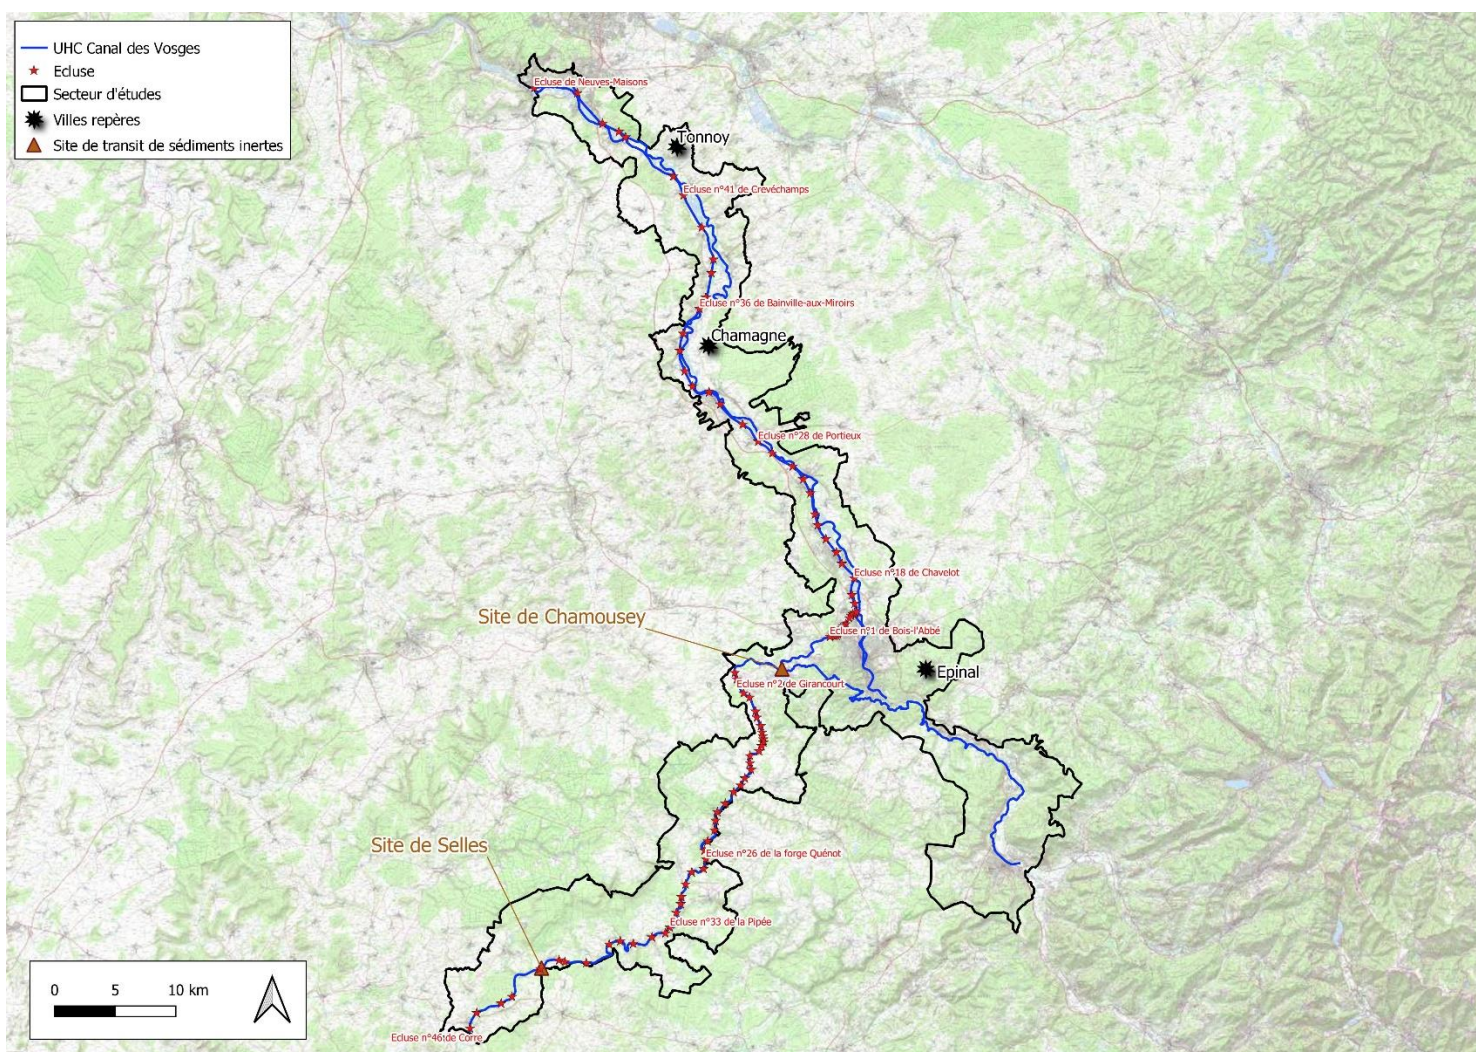 UHC Canal des Vosges
Ecluse
Secteur d'études
Villes repères
Site de transit de sédiments inertes
Ecluse de Neuves-Maisons
Tonnoy
Ecluse n°41 de Crevéchamps
Ecluse n°36 de Bainville-aux-Miroirs
Chamagne
Ecluse n°28 de Portieux
Ecluse n°18 de Chavelot
Site de Chamousey
Ecluse n°1 de Bois-l'Abbé
Epinal
Ecluse n°2 de Girancourt
Site de Selles
Ecluse n°26 de la forge Quénot
Ecluse n°33 de la Pipée
0 5 10 km
Ecluse n°46 de Corre